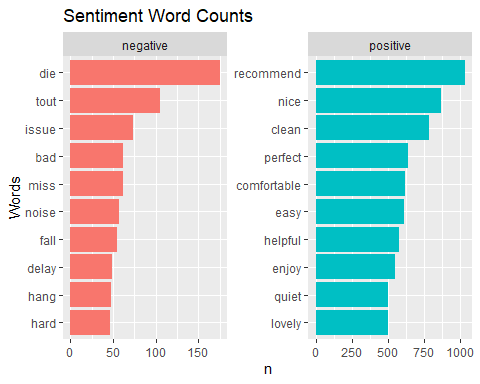 Sentiment Word Counts
negative
positive
Words
die
tout
issue
bad
miss
noise
fall
delay
hang
hard
recommend
nice
clean
perfect
comfortable
easy
helpful
enjoy
quiet
lovely
0 50 100 150
0 250 500 750 1000
n